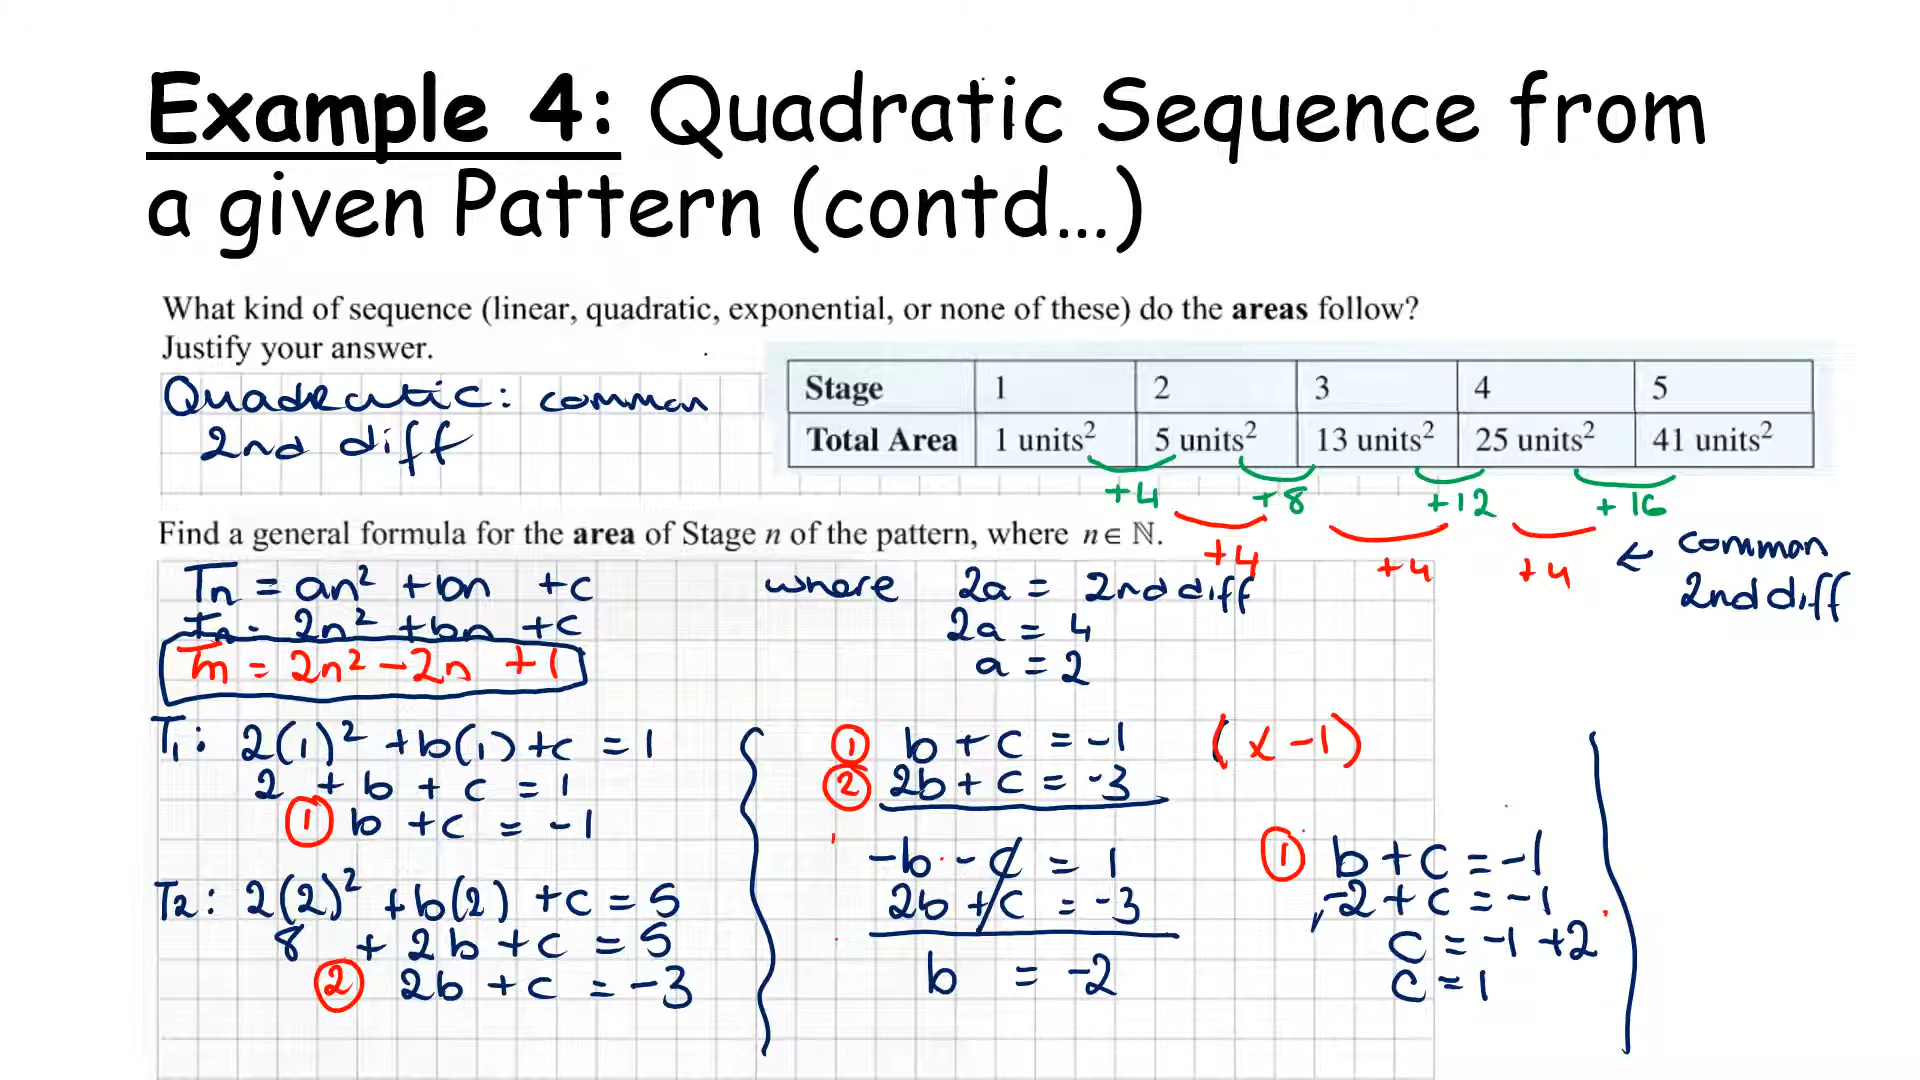 Example 4: Quadratic Sequence from
a given Pattern (contd...)
What kind of sequence (linear, quadratic, exponential, or none of these) do the areas follow?
Justify your answer.
Quadratic: common
2nd diff
Stage 1 2 3 4 5
Total Area 1 units² 5 units² 13 units² 25 units² 41 units²
+4 +8 +12 +16
+4 +4 +4 ← common
2nd diff
Find a general formula for the area of Stage n of the pattern, where n ∈ ℕ.
Tn = an² + bn + c where 2a = 2nd diff
Tn = 2n² + bn + c 2a = 4
Tn = 2n² - 2n + 1 a = 2
T1: 2(1)² + b(1) + c = 1
2 + b + c = 1
① b + c = -1
T2: 2(2)² + b(2) + c = 5
8 + 2b + c = 5
② 2b + c = -3
① b + c = -1 (x -1)
② 2b + c = -3
-b - c = 1
2b + c = -3
b = -2
① b + c = -1
-2 + c = -1
c = -1 + 2
c = 1